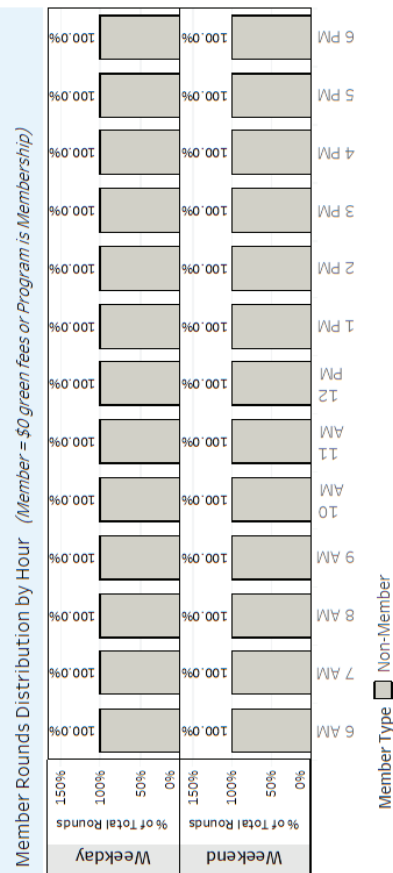 Member Rounds Distribution by Hour (Member = $0 green fees or Program is Membership)
Weekday
% of Total Rounds
150%
100%
50%
0%
100.0% 100.0% 100.0% 100.0% 100.0% 100.0% 100.0% 100.0% 100.0% 100.0% 100.0% 100.0% 100.0%
Weekend
% of Total Rounds
150%
100%
50%
0%
100.0% 100.0% 100.0% 100.0% 100.0% 100.0% 100.0% 100.0% 100.0% 100.0% 100.0% 100.0% 100.0%
6 AM 7 AM 8 AM 9 AM 10 AM 11 AM 12 PM 1 PM 2 PM 3 PM 4 PM 5 PM 6 PM
Member Type Non-Member